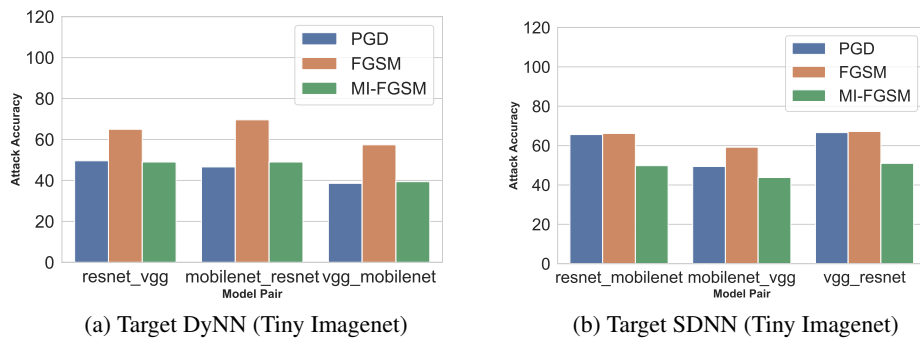 120
100
80
60
40
20
0
Attack Accuracy
PGD
FGSM
MI-FGSM
resnet_vgg mobilenet_resnet vgg_mobilenet
Model Pair
(a) Target DyNN (Tiny Imagenet)
120
100
80
60
40
20
0
Attack Accuracy
PGD
FGSM
MI-FGSM
resnet_mobilenet mobilenet_vgg vgg_resnet
Model Pair
(b) Target SDNN (Tiny Imagenet)